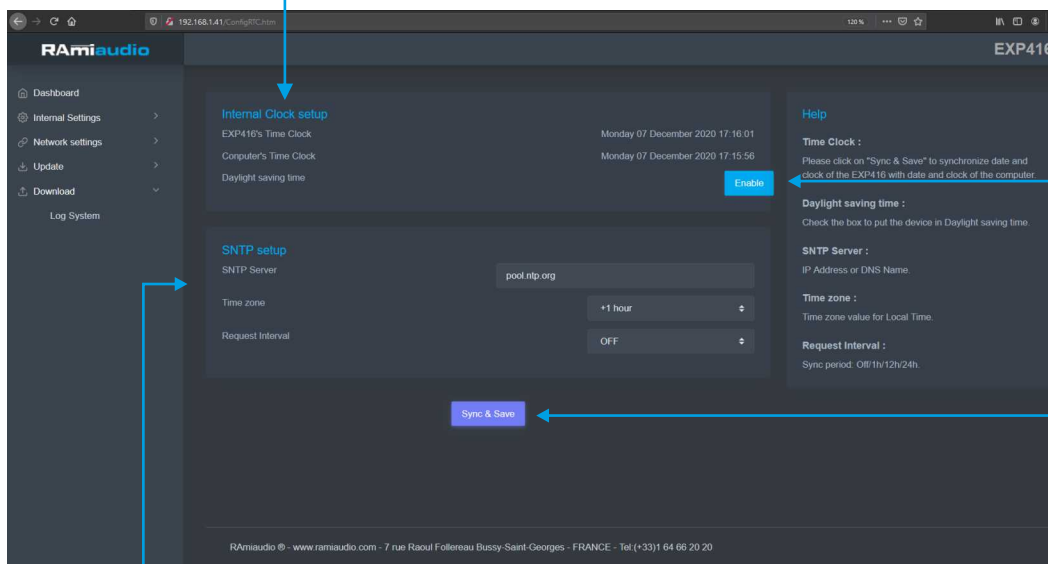 192.168.1.41/ConfigRTC.htm
120 %
RAmiaudio
EXP416
Dashboard
Internal Settings
Network settings
Update
Download
Log System
Internal Clock setup
EXP416's Time Clock
Monday 07 December 2020 17:16:01
Conputer's Time Clock
Monday 07 December 2020 17:15:56
Daylight saving time
Enable
SNTP setup
SNTP Server
pool.ntp.org
Time zone
+1 hour
Request Interval
OFF
Sync & Save
Help
Time Clock :
Please click on "Sync & Save" to synchronize date and
clock of the EXP416 with date and clock of the computer.
Daylight saving time :
Check the box to put the device in Daylight saving time.
SNTP Server :
IP Address or DNS Name.
Time zone :
Time zone value for Local Time.
Request Interval :
Sync period: Off/1h/12h/24h.
RAmiaudio ® - www.ramiaudio.com - 7 rue Raoul Follereau Bussy-Saint-Georges - FRANCE - Tel:(+33)1 64 66 20 20